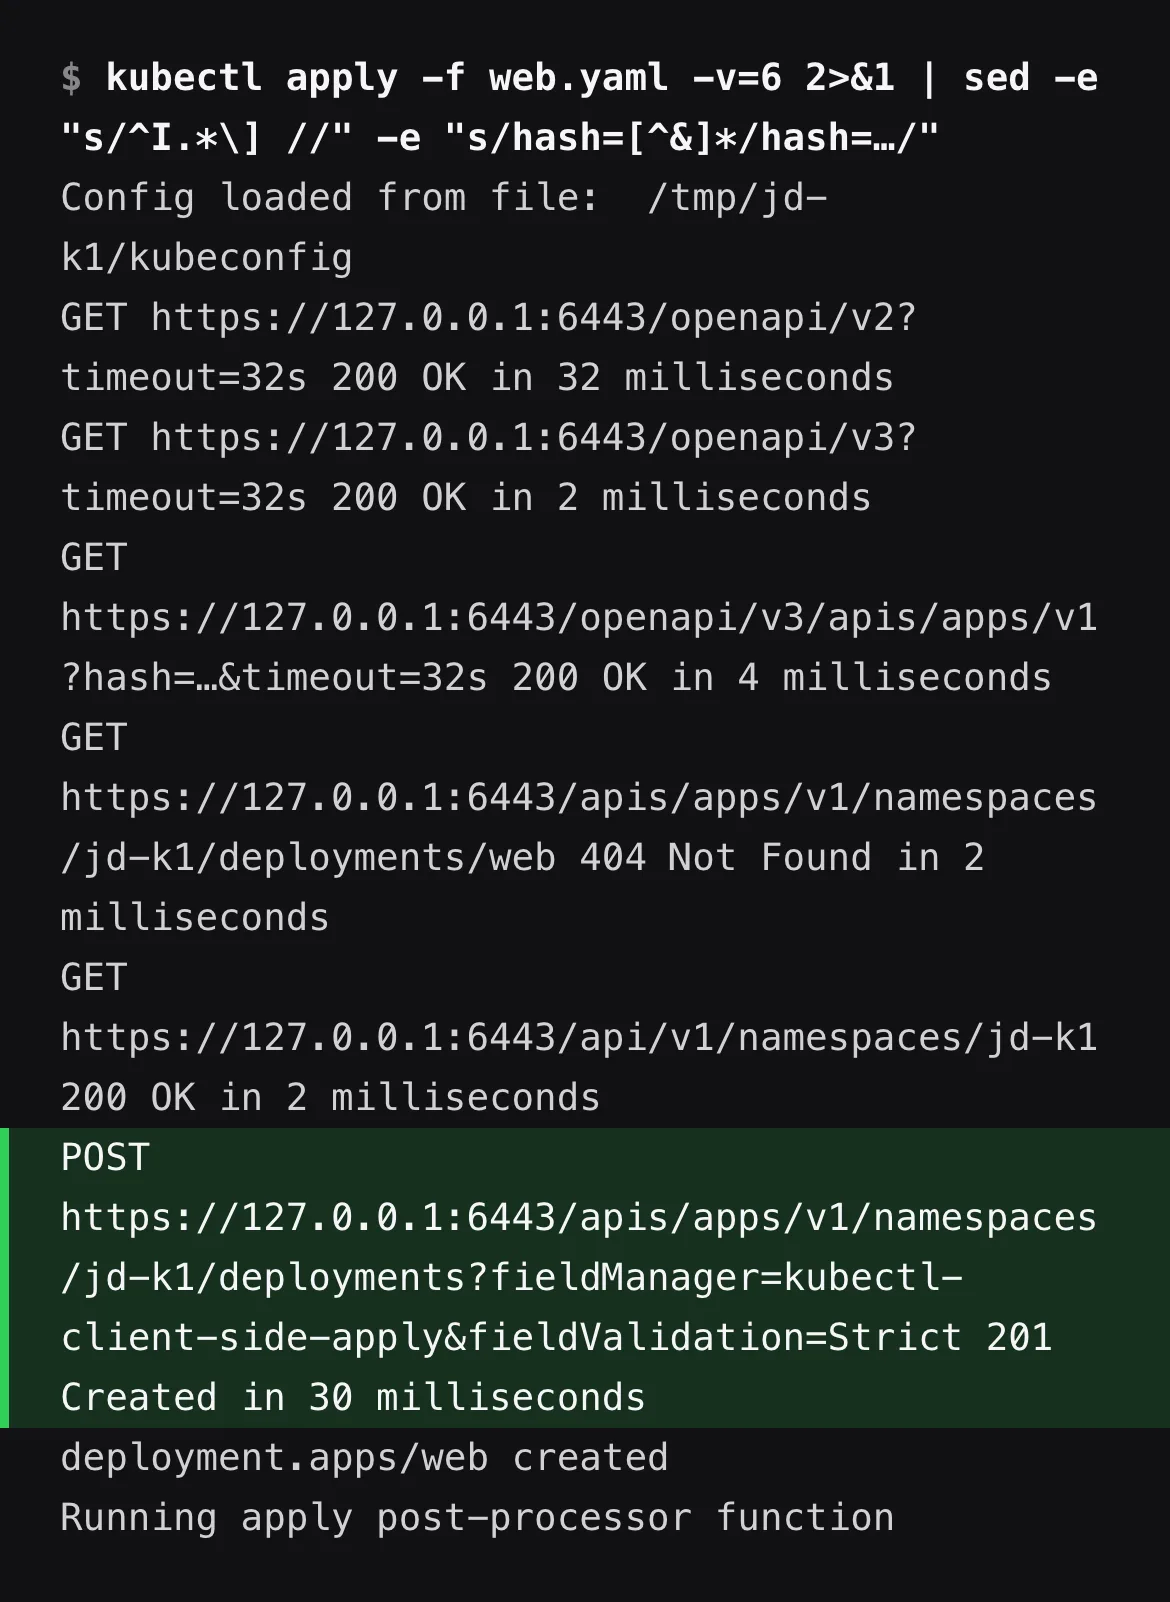 $ kubectl apply -f web.yaml -v=6 2>&1 | sed -e
"s/^I.*\] //" -e "s/hash=[^&]*/hash=…/"
Config loaded from file:  /tmp/jd-
k1/kubeconfig
GET https://127.0.0.1:6443/openapi/v2?
timeout=32s 200 OK in 32 milliseconds
GET https://127.0.0.1:6443/openapi/v3?
timeout=32s 200 OK in 2 milliseconds
GET
https://127.0.0.1:6443/openapi/v3/apis/apps/v1
?hash=…&timeout=32s 200 OK in 4 milliseconds
GET
https://127.0.0.1:6443/apis/apps/v1/namespaces
/jd-k1/deployments/web 404 Not Found in 2
milliseconds
GET
https://127.0.0.1:6443/api/v1/namespaces/jd-k1
200 OK in 2 milliseconds
POST
https://127.0.0.1:6443/apis/apps/v1/namespaces
/jd-k1/deployments?fieldManager=kubectl-
client-side-apply&fieldValidation=Strict 201
Created in 30 milliseconds
deployment.apps/web created
Running apply post-processor function